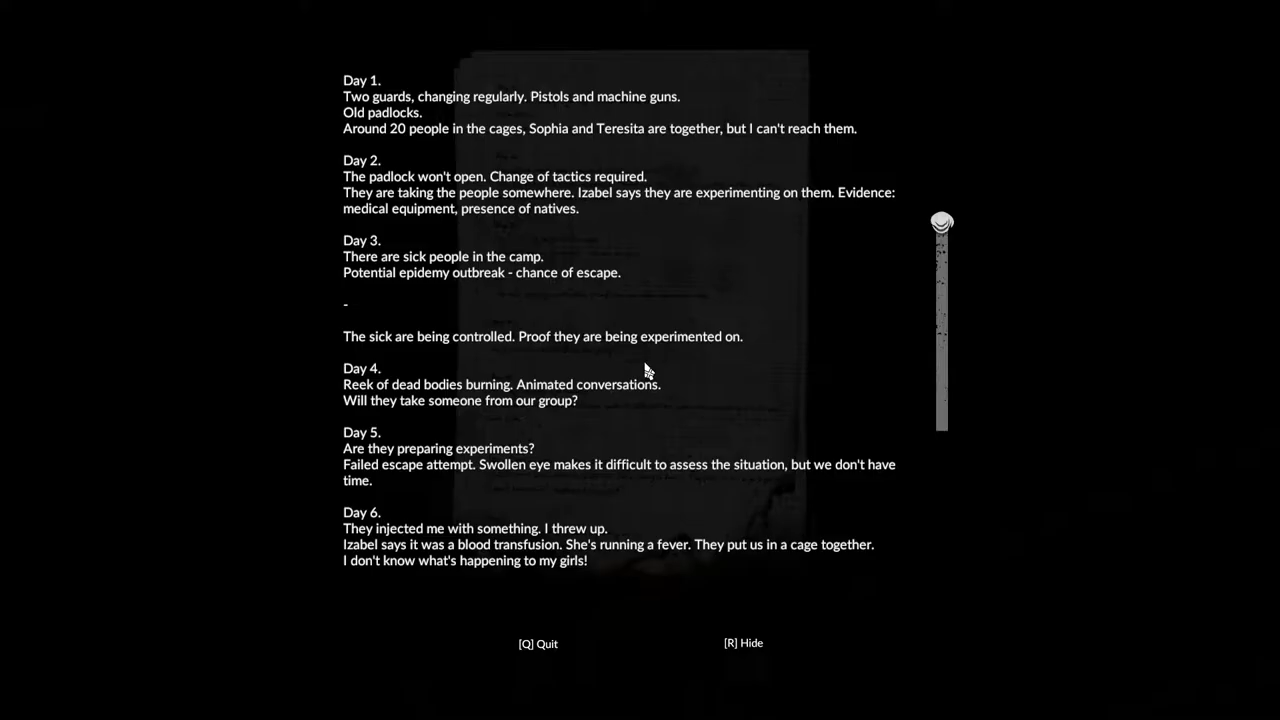 Day 1.
Two guards, changing regularly. Pistols and machine guns.
Old padlocks.
Around 20 people in the cages, Sophia and Teresita are together, but I can't reach them.
Day 2.
The padlock won't open. Change of tactics required.
They are taking the people somewhere. Izabel says they are experimenting on them. Evidence:
medical equipment, presence of natives.
Day 3.
There are sick people in the camp.
Potential epidemy outbreak - chance of escape.
-
The sick are being controlled. Proof they are being experimented on.
Day 4.
Reek of dead bodies burning. Animated conversations.
Will they take someone from our group?
Day 5.
Are they preparing experiments?
Failed escape attempt. Swollen eye makes it difficult to assess the situation, but we don't have
time.
Day 6.
They injected me with something. I threw up.
Izabel says it was a blood transfusion. She's running a fever. They put us in a cage together.
I don't know what's happening to my girls!
[Q] Quit
[R] Hide